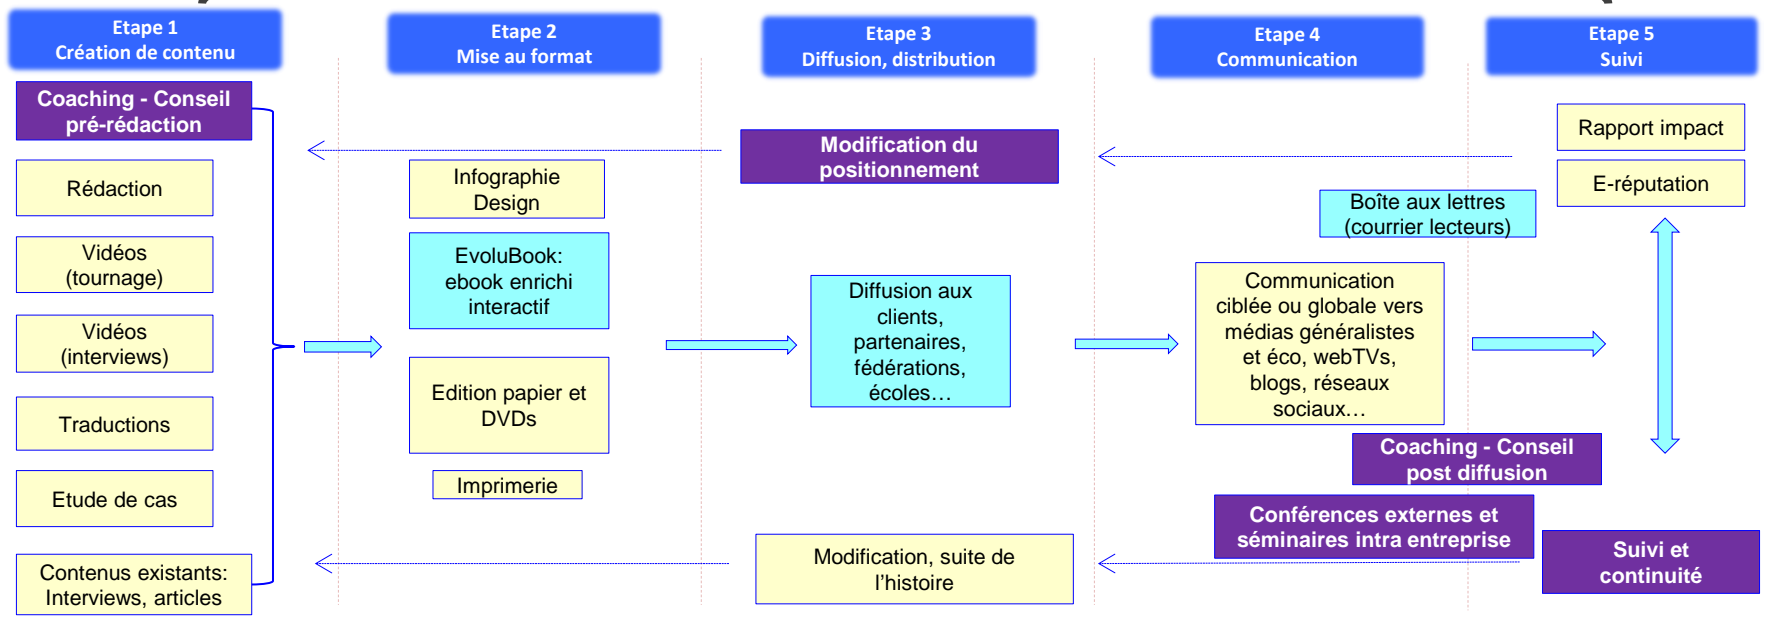 Etape 1
Création de contenu
Etape 2
Mise au format
Etape 3
Diffusion, distribution
Etape 4
Communication
Etape 5
Suivi
Coaching - Conseil
pré-rédaction
Rédaction
Vidéos
(tournage)
Vidéos
(interviews)
Traductions
Etude de cas
Contenus existants:
Interviews, articles
Infographie
Design
EvoluBook:
ebook enrichi
interactif
Edition papier et
DVDs
Imprimerie
Modification du
positionnement
Diffusion aux
clients,
partenaires,
fédérations,
écoles…
Modification, suite de
l’histoire
Boîte aux lettres
(courrier lecteurs)
Communication
ciblée ou globale vers
médias généralistes
et éco, webTVs,
blogs, réseaux
sociaux…
Coaching - Conseil
post diffusion
Conférences externes et
séminaires intra entreprise
Rapport impact
E-réputation
Suivi et
continuité